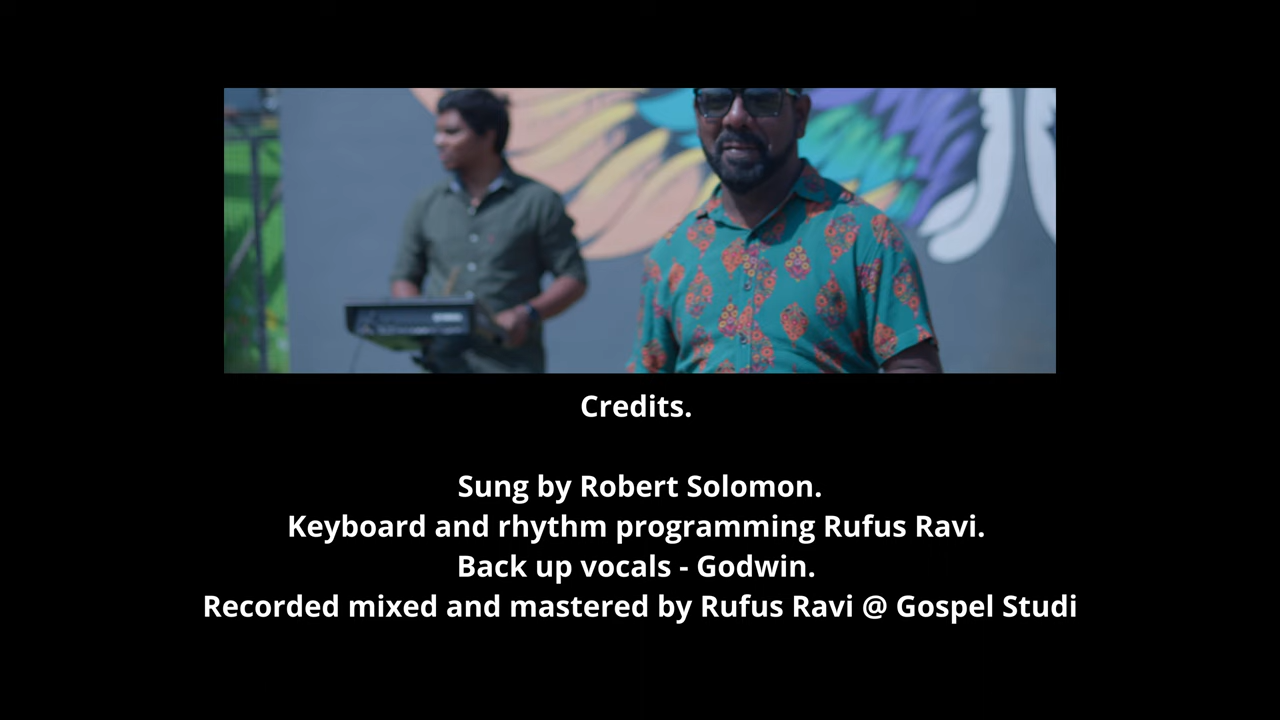 Credits.
Sung by Robert Solomon.
Keyboard and rhythm programming Rufus Ravi.
Back up vocals - Godwin.
Recorded mixed and mastered by Rufus Ravi @ Gospel Studi